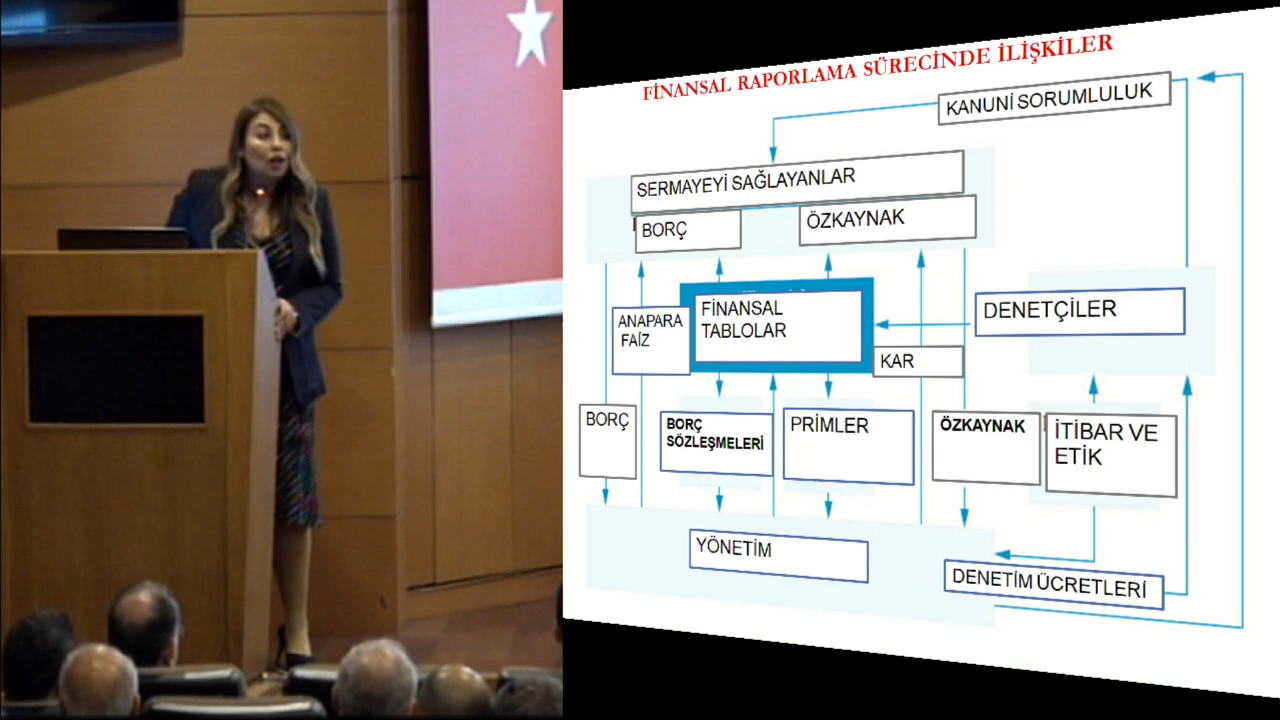 FİNANSAL RAPORLAMA SÜRECİNDE İLİŞKİLER
KANUNİ SORUMLULUK
SERMAYEYİ SAĞLAYANLAR
BORÇ
ÖZKAYNAK
ANAPARA
FAİZ
FİNANSAL
TABLOLAR
DENETÇİLER
KAR
BORÇ
BORÇ
SÖZLEŞMELERİ
PRİMLER
ÖZKAYNAK
İTİBAR VE
ETİK
YÖNETİM
DENETİM ÜCRETLERİ